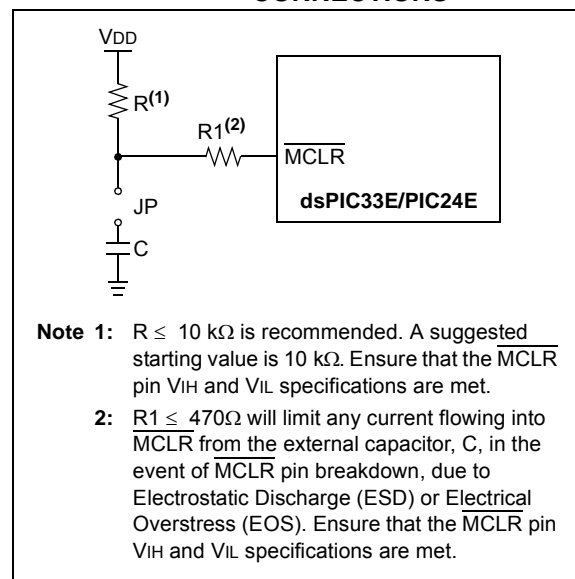 VDD
R(1)
R1(2)
MCLR
dsPIC33E/PIC24E
JP
C
Note 1: R ≤ 10 kΩ is recommended. A suggested
starting value is 10 kΩ. Ensure that the MCLR
pin VIH and VIL specifications are met.
2: R1 ≤ 470Ω will limit any current flowing into
MCLR from the external capacitor, C, in the
event of MCLR pin breakdown, due to
Electrostatic Discharge (ESD) or Electrical
Overstress (EOS). Ensure that the MCLR pin
VIH and VIL specifications are met.